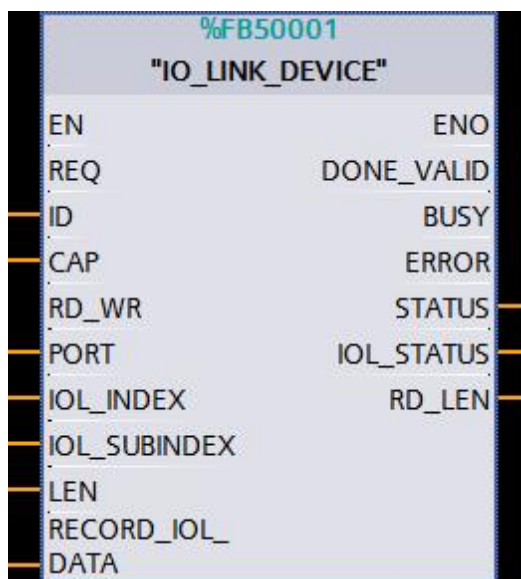 %FB50001
"IO_LINK_DEVICE"
EN ENO
REQ DONE_VALID
ID BUSY
CAP ERROR
RD_WR STATUS
PORT IOL_STATUS
IOL_INDEX RD_LEN
IOL_SUBINDEX
LEN
RECORD_IOL_
DATA